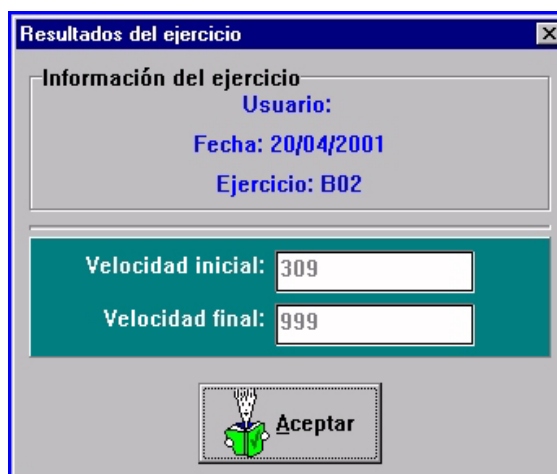 Resultados del ejercicio
Información del ejercicio
Usuario:
Fecha: 20/04/2001
Ejercicio: B02
Velocidad inicial: 309
Velocidad final: 999
Aceptar